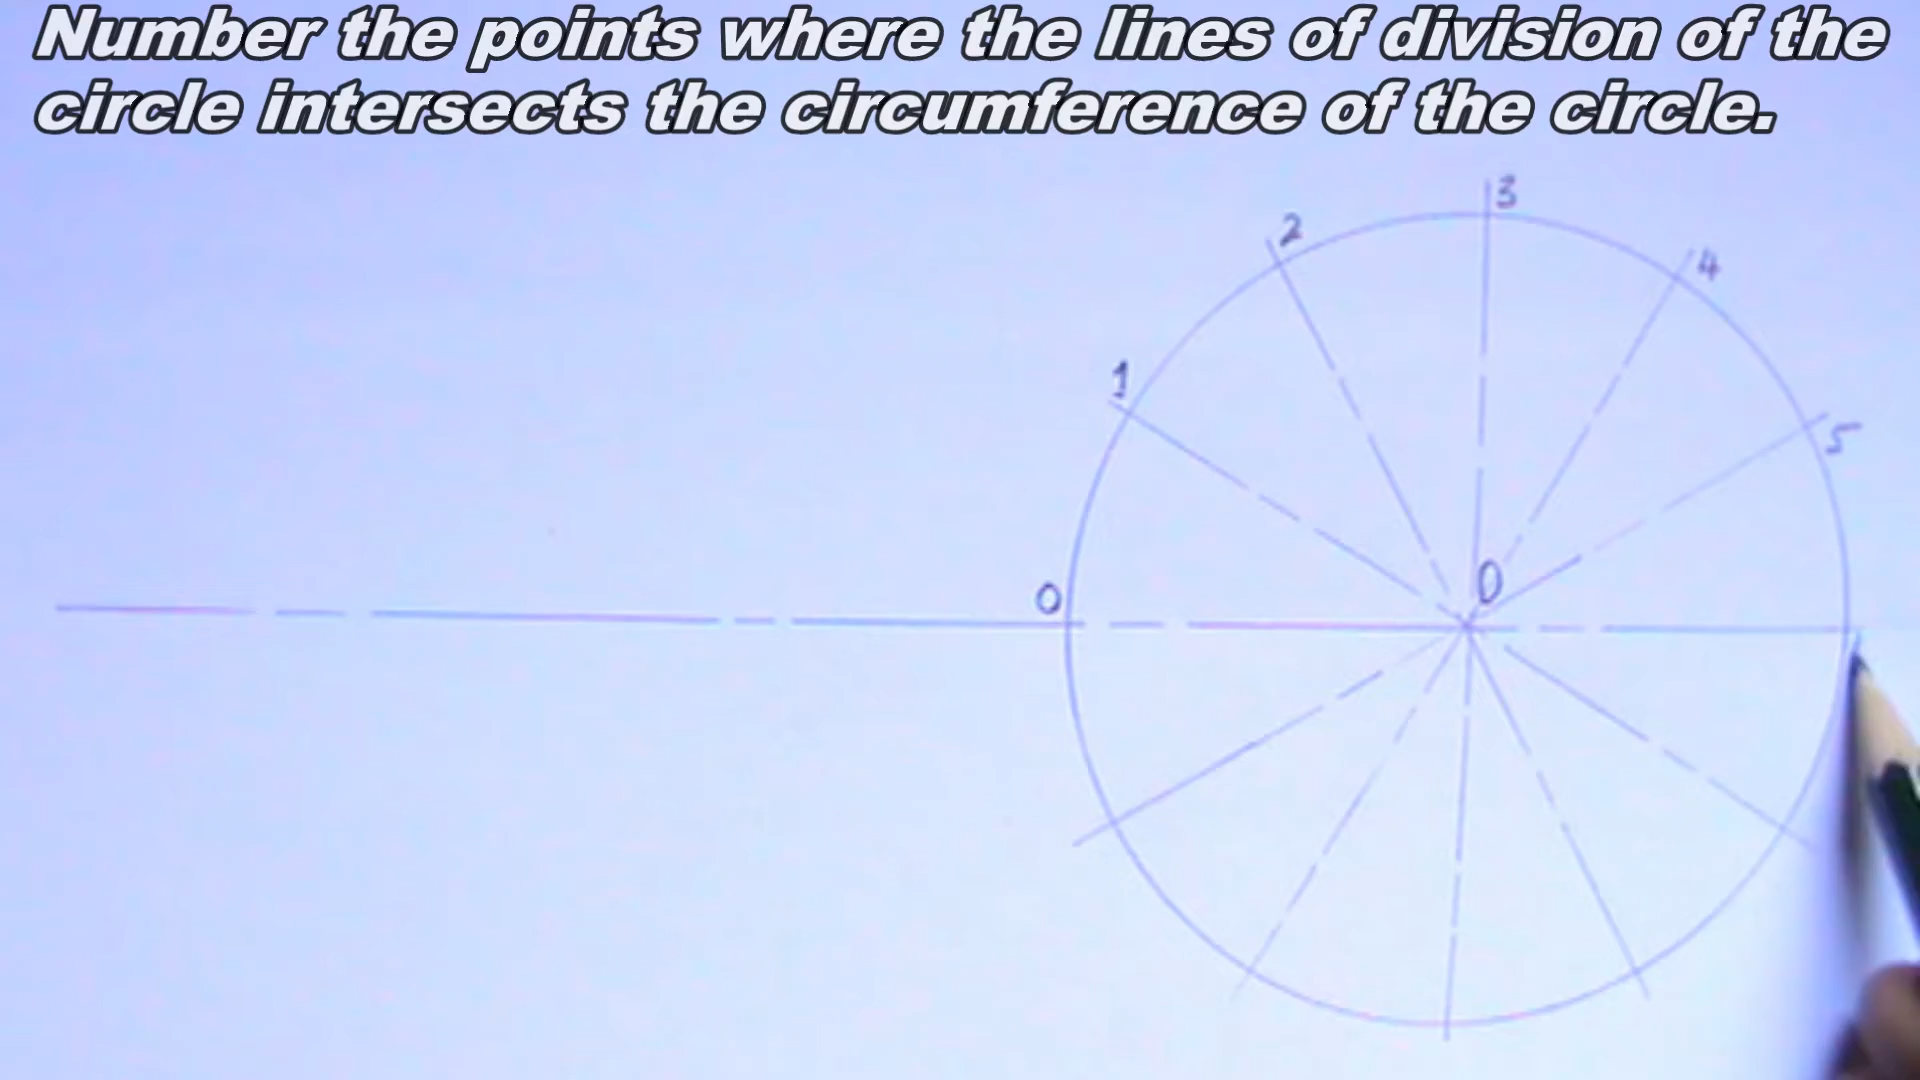 Number the points where the lines of division of the
circle intersects the circumference of the circle.
3
2
4
1
5
O
0